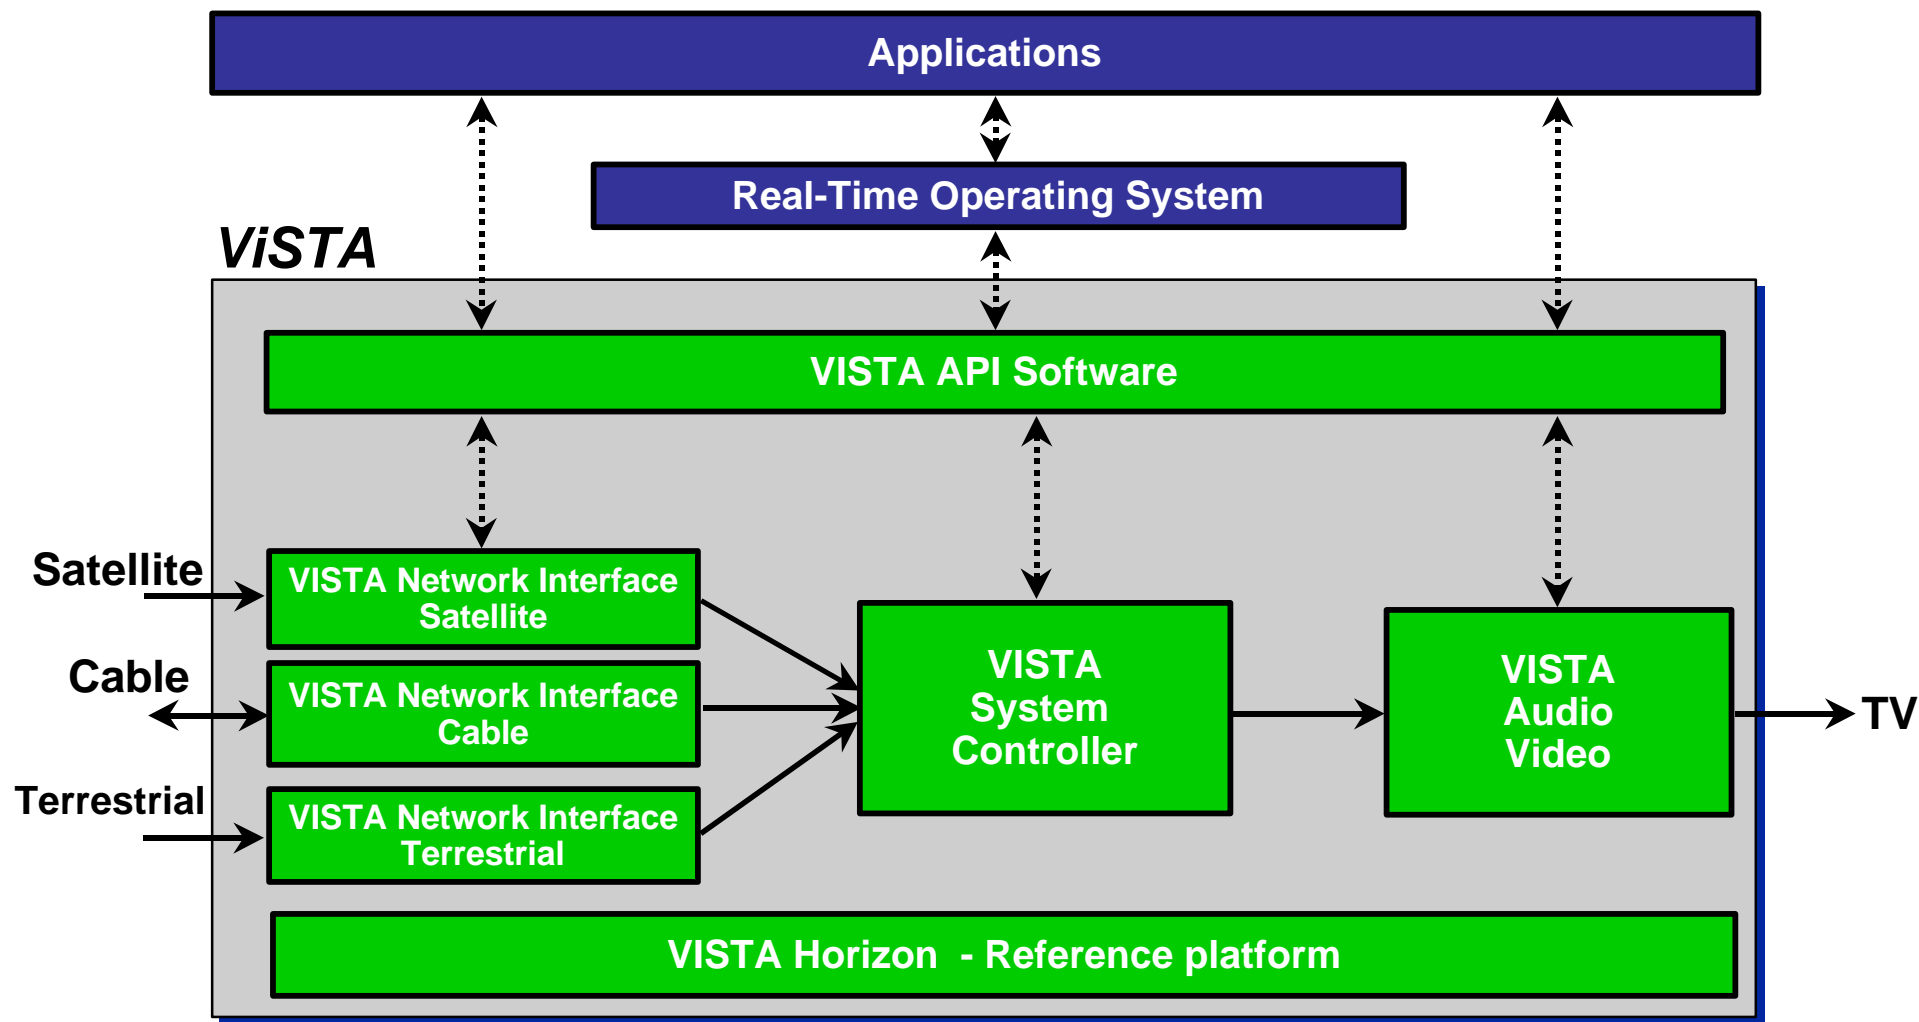 Applications
Real-Time Operating System
ViSTA
VISTA API Software
Satellite
VISTA Network Interface
Satellite
Cable
VISTA Network Interface
Cable
Terrestrial
VISTA Network Interface
Terrestrial
VISTA
System
Controller
VISTA
Audio
Video
TV
VISTA Horizon - Reference platform